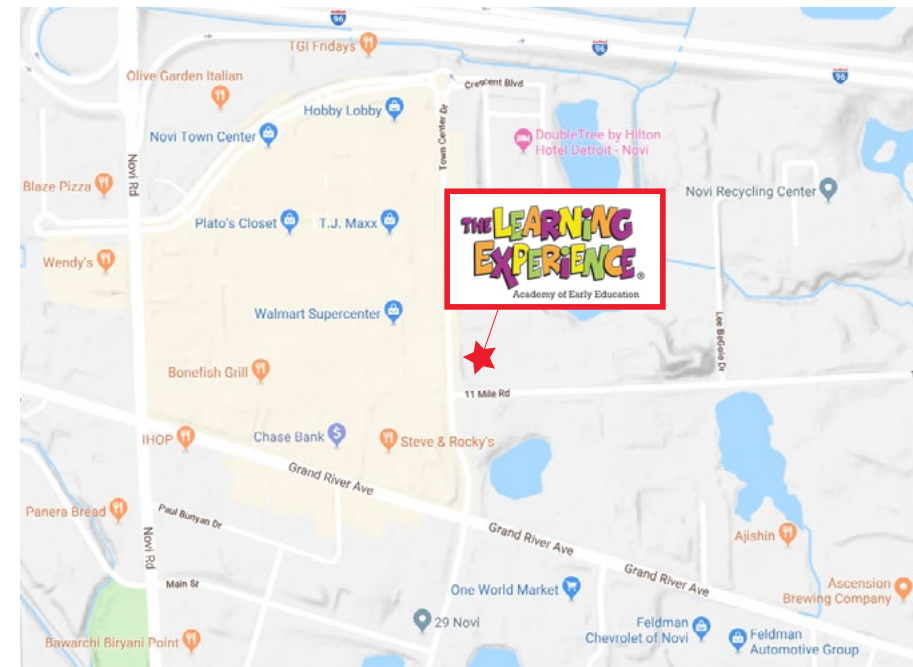 96
TGI Fridays
96
96
Olive Garden Italian
Crescent Blvd
Hobby Lobby
Novi Town Center
Town Center Dr
DoubleTree by Hilton
Hotel Detroit - Novi
Novi Rd
Blaze Pizza
Novi Recycling Center
Plato's Closet
T.J. Maxx
THE LEARNING
EXPERIENCE®
Academy of Early Education
Wendy's
Walmart Supercenter
Lee BeGole Dr
Bonefish Grill
11 Mile Rd
IHOP
Chase Bank
Steve & Rocky's
Grand River Ave
Panera Bread
Paul Bunyan Dr
Novi Rd
Grand River Ave
Ajishin
Main St
One World Market
Grand River Ave
Ascension
Brewing Company
29 Novi
Feldman
Chevrolet of Novi
Feldman
Automotive Group
Bawarchi Biryani Point